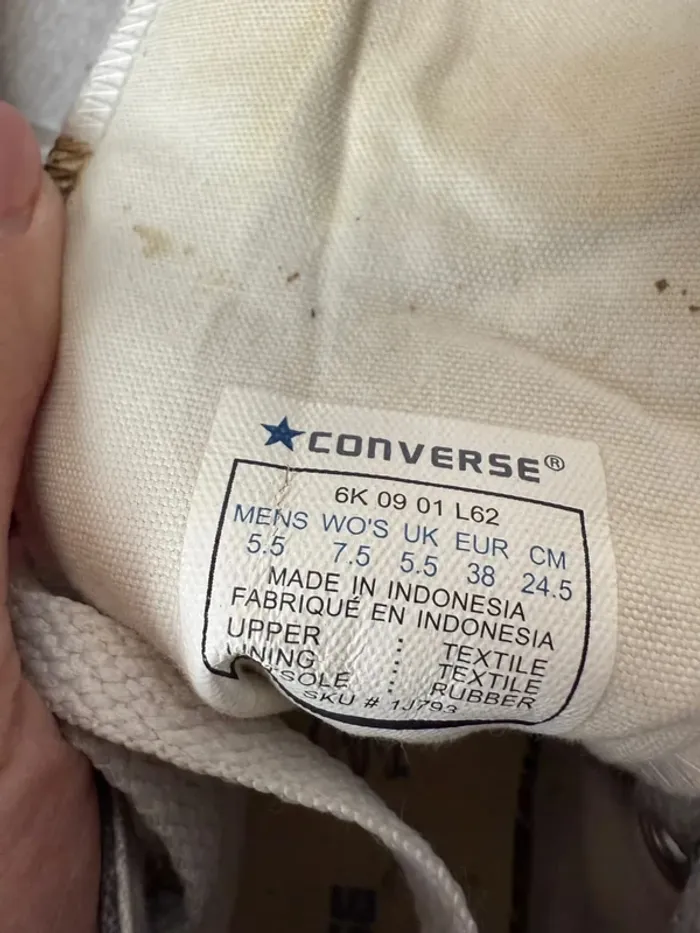 CONVERSE®
6K 09 01 L62
MENS WO'S UK EUR CM
5.5 7.5 5.5 38 24.5
MADE IN INDONESIA
FABRIQUÉ EN INDONESIA
UPPER : TEXTILE
LINING : TEXTILE
: RUBBER
SKU # 1J793